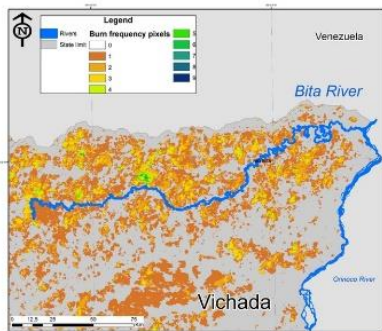 Legend
Rivers
State limit
Burn frequency pixels
0
1
2
3
4
5
6
7
8
9
N
Venezuela
Bita River
Orinoco River
Vichada
0 12,5 25 50 75